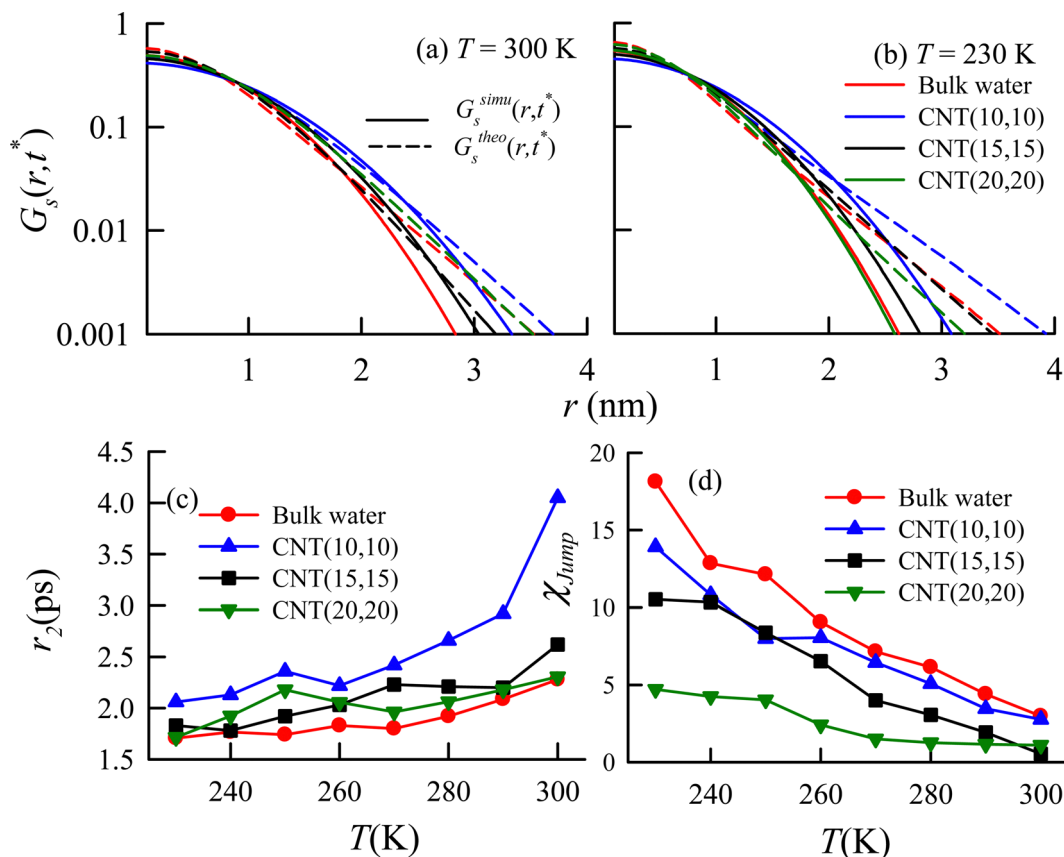 1
0.1
0.01
0.001
G_s(r,t*)
(a) T = 300 K
G_s^simu(r,t*)
G_s^theo(r,t*)
1 2 3 4
(b) T = 230 K
Bulk water
CNT(10,10)
CNT(15,15)
CNT(20,20)
1 2 3 4
r (nm)
4.5
4.0
3.5
3.0
2.5
2.0
1.5
r_2(ps)
(c)
Bulk water
CNT(10,10)
CNT(15,15)
CNT(20,20)
240 260 280 300
T(K)
20
15
10
5
0
χ_Jump
(d)
Bulk water
CNT(10,10)
CNT(15,15)
CNT(20,20)
240 260 280 300
T(K)